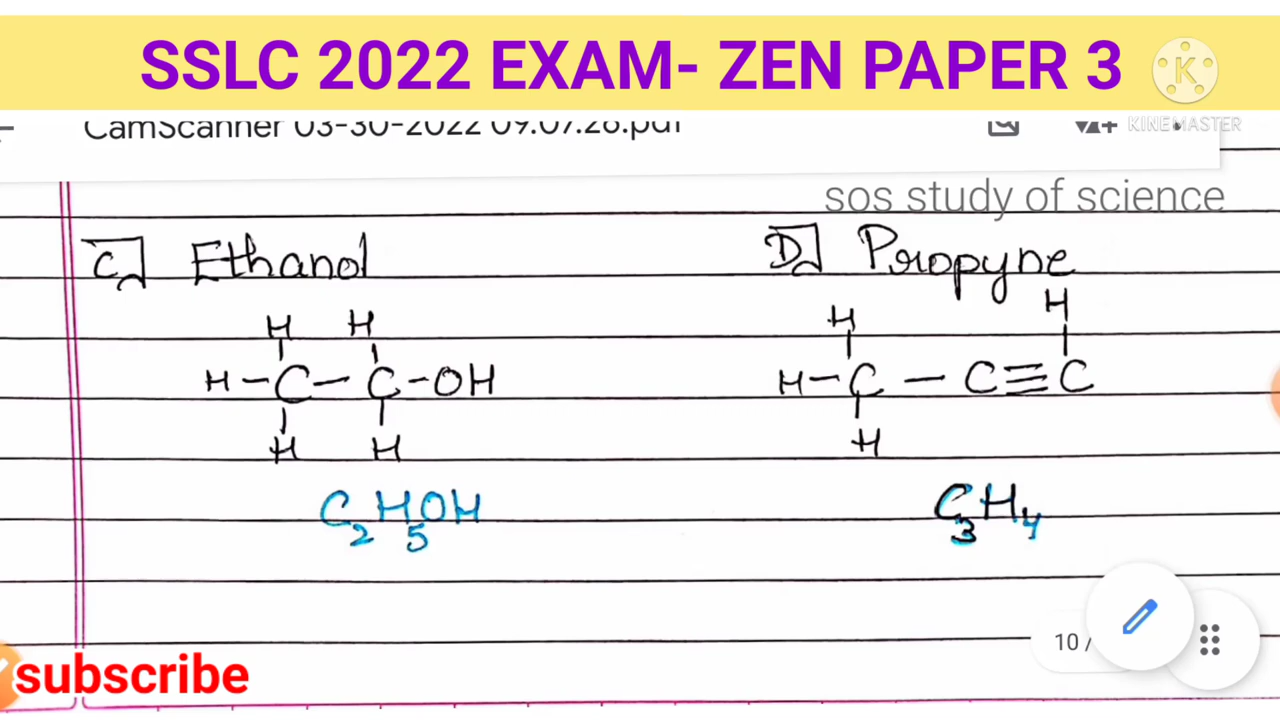 SSLC 2022 EXAM- ZEN PAPER 3
K
KINEMASTER
CamScanner 03-30-2022 09.07.26.pdf
sos study of science
C] Ethanol
H H
H-C-C-OH
H H
C₂H₅OH
D] Propyne
H H
H-C-C≡C
H
C₃H₄
10 /
subscribe